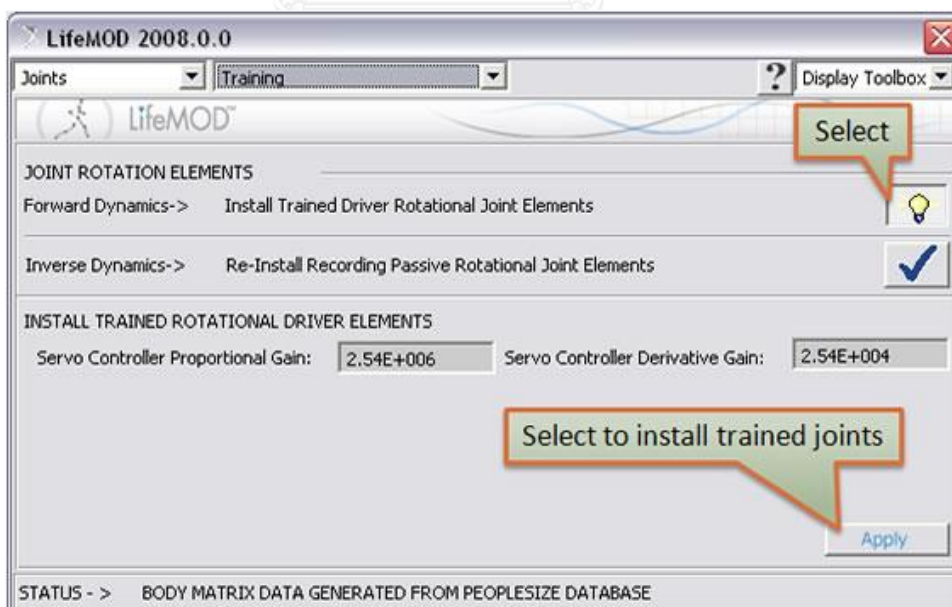 LifeMOD 2008.0.0
Joints Training ? Display Toolbox
LifeMOD™
Select
JOINT ROTATION ELEMENTS
Forward Dynamics-> Install Trained Driver Rotational Joint Elements
Inverse Dynamics-> Re-Install Recording Passive Rotational Joint Elements
INSTALL TRAINED ROTATIONAL DRIVER ELEMENTS
Servo Controller Proportional Gain: 2.54E+006 Servo Controller Derivative Gain: 2.54E+004
Select to install trained joints
Apply
STATUS - > BODY MATRIX DATA GENERATED FROM PEOPLESIZE DATABASE